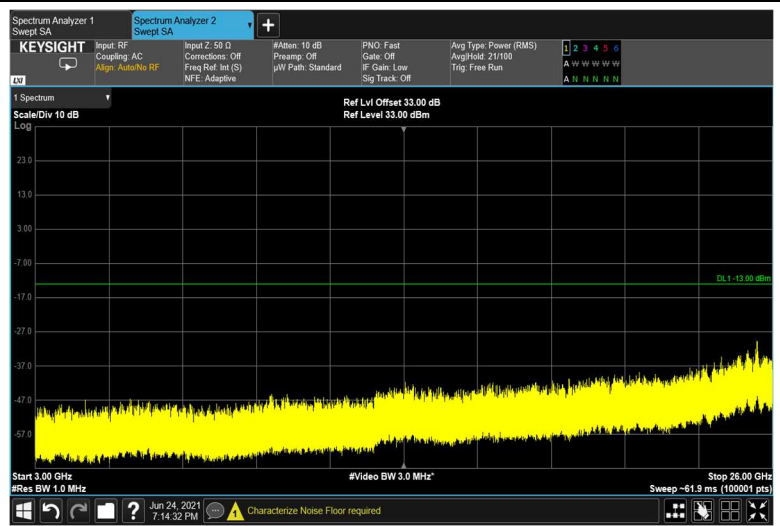 Spectrum Analyzer 1
Swept SA
Spectrum Analyzer 2
Swept SA
KEYSIGHT
LXI
Input: RF
Coupling: AC
Align: Auto/No RF
Input Z: 50 Ω
Corrections: Off
Freq Ref: Int (S)
NFE: Adaptive
#Atten: 10 dB
Preamp: Off
µW Path: Standard
PNO: Fast
Gate: Off
IF Gain: Low
Sig Track: Off
Avg Type: Power (RMS)
Avg|Hold: 21/100
Trig: Free Run
1 2 3 4 5 6
A W W W W W
A N N N N N
1 Spectrum
Scale/Div 10 dB
Log
Ref Lvl Offset 33.00 dB
Ref Level 33.00 dBm
23.0
13.0
3.00
-7.00
DL1 -13.00 dBm
-17.0
-27.0
-37.0
-47.0
-57.0
Start 3.00 GHz
#Res BW 1.0 MHz
#Video BW 3.0 MHz*
Stop 26.00 GHz
Sweep ~61.9 ms (100001 pts)
?
Jun 24, 2021
7:14:32 PM
1
Characterize Noise Floor required